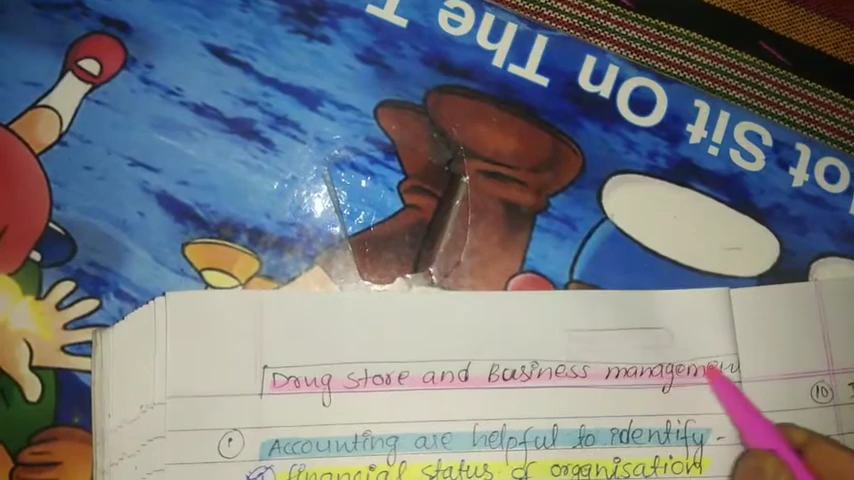 ot Sit On The T
Drug store and Business management
① Accounting are helpful to identify -
financial status of organisation
⑩